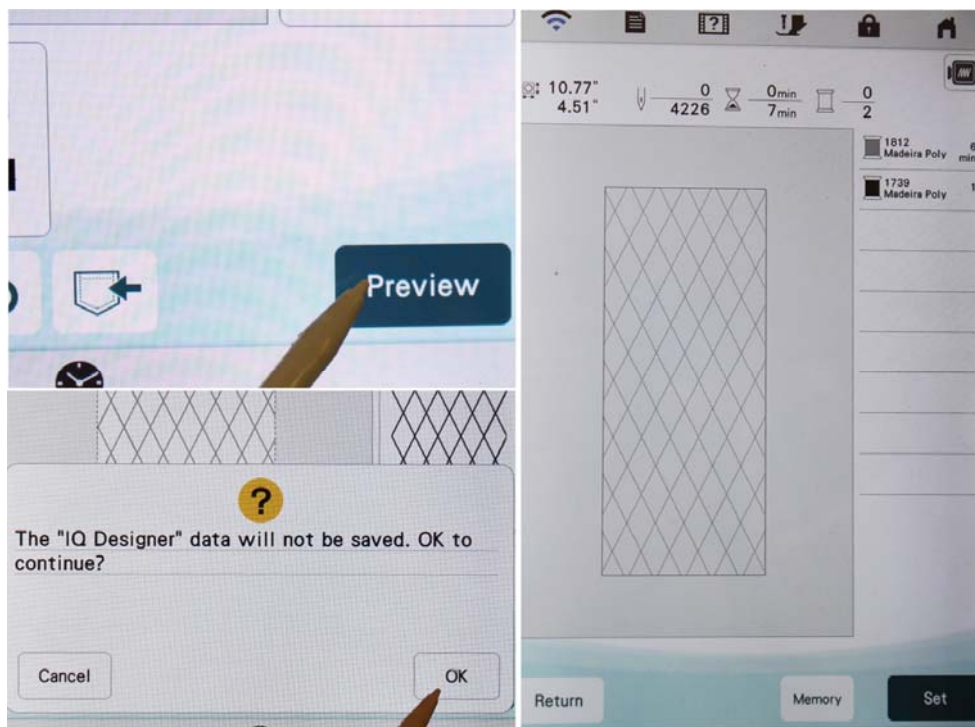 Preview
The "IQ Designer" data will not be saved. OK to
continue?
Cancel
OK
10.77"
4.51"
0
4226
0min
7min
0
2
1812
Madeira Poly
min
1739
Madeira Poly
Return
Memory
Set